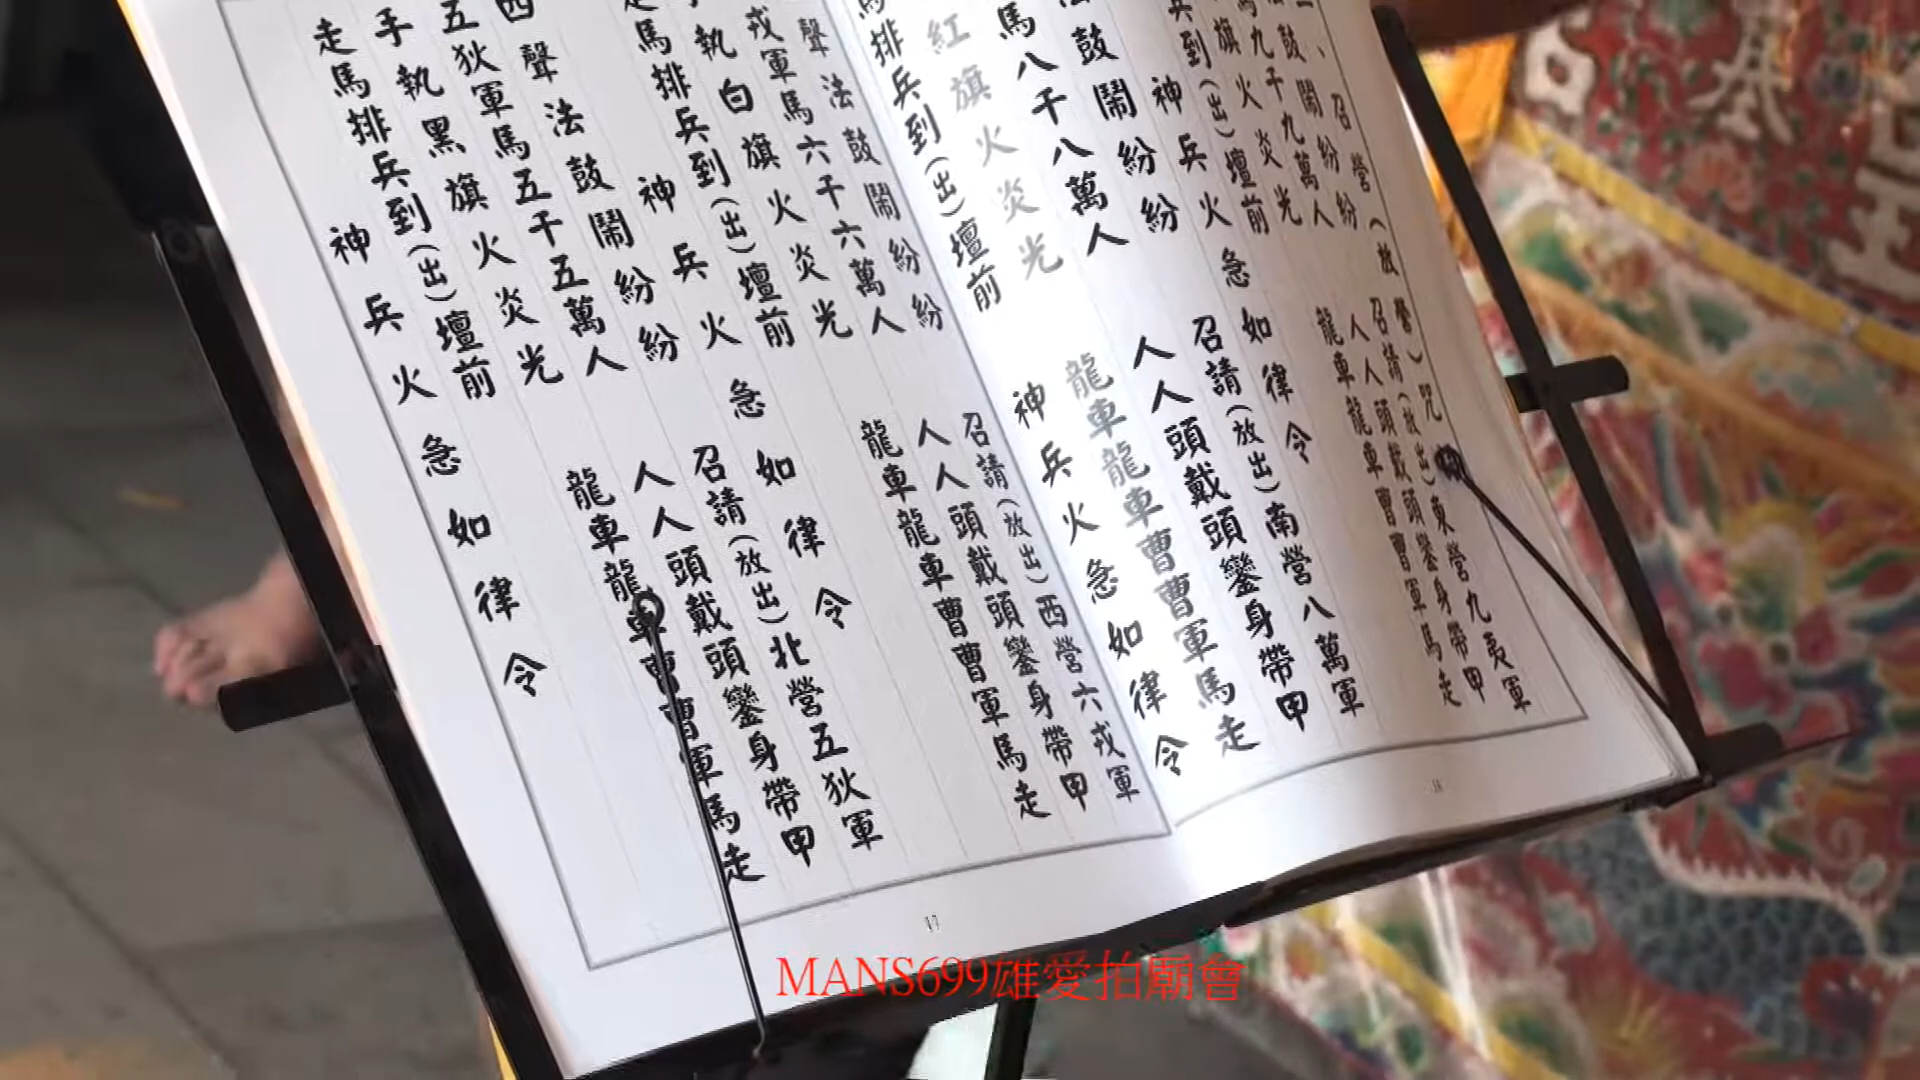 一、召營(放營)咒
召請(放出)東營九夷軍
鼓鬧紛紛
人人頭戴頭鑾身帶甲
馬九千九萬人
龍車龍車曹曹軍馬走
旗火炎光
兵到(出)壇前
神兵火急如律令
召請(放出)南營八萬軍
法鼓鬧紛紛
人人頭戴頭鑾身帶甲
馬八千八萬人
龍車龍車曹曹軍馬走
紅旗火炎光
馬排兵到(出)壇前
神兵火急如律令
召請(放出)西營六戎軍
聲法鼓鬧紛紛
人人頭戴頭鑾身帶甲
戎軍馬六千六萬人
龍車龍車曹曹軍馬走
執白旗火炎光
走馬排兵到(出)壇前
神兵火急如律令
召請(放出)北營五狄軍
西聲法鼓鬧紛紛
人人頭戴頭鑾身帶甲
五狄軍馬五千五萬人
龍車龍車曹曹軍馬走
手執黑旗火炎光
走馬排兵到(出)壇前
神兵火急如律令
17
MANS699雄愛拍廟會